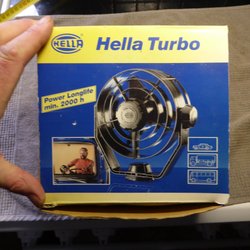 HELLA
Hella Turbo
Power Longlife
min. 2000 h